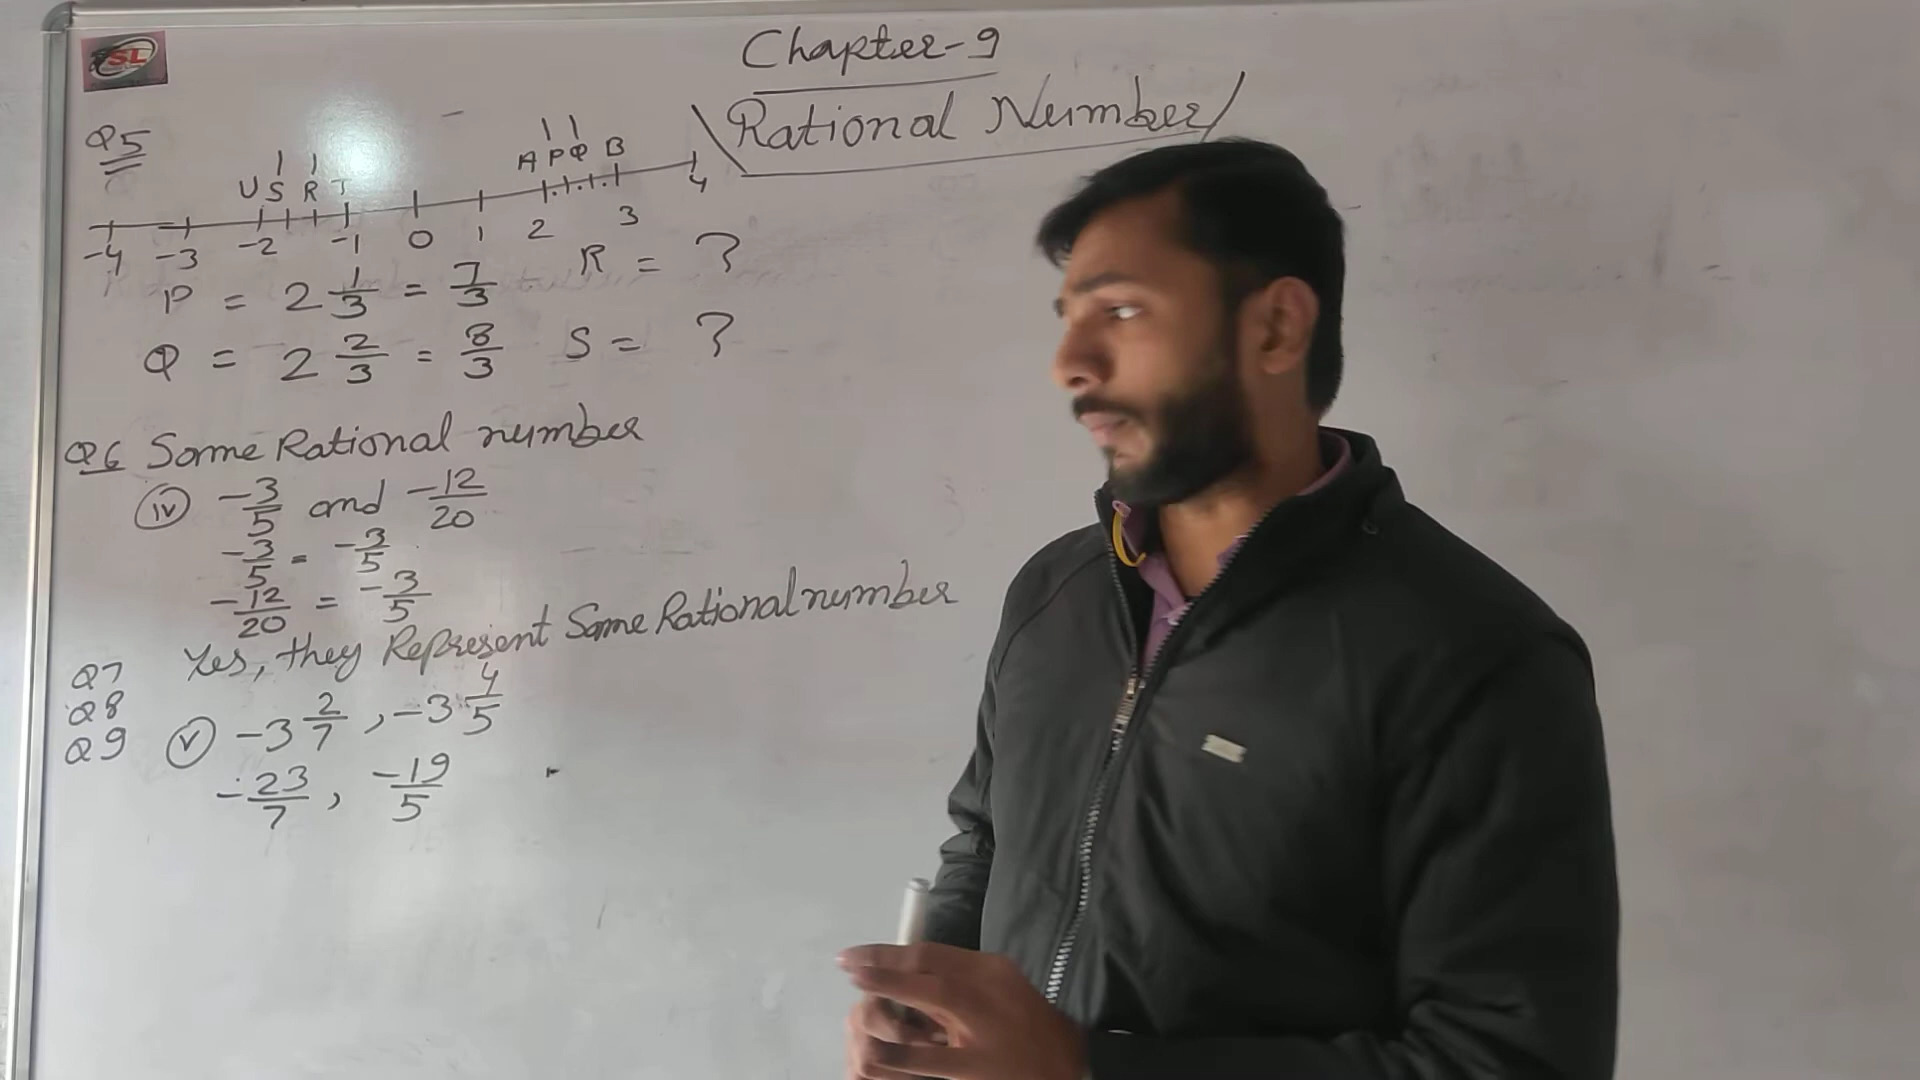 SL
Chapter-9
Rational Number
Q5
U S R T A P Q B
-4 -3 -2 -1 0 1 2 3 4
P = 2 1/3 = 7/3 R = ?
Q = 2 2/3 = 8/3 S = ?
Q6 Same Rational number
(iv) -3/5 and -12/20
-3/5 = -3/5
-12/20 = -3/5
Yes, they Represent Same Rational number
Q7
Q8
Q9 (v) -3 2/7, -3 4/5
-23/7, -19/5